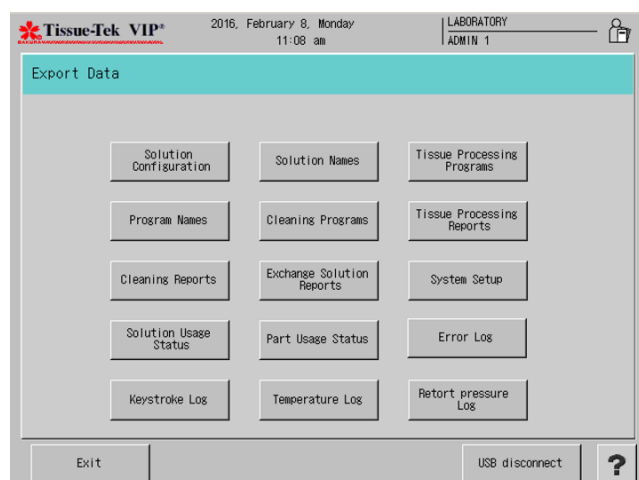 Tissue-Tek VIP®
SAKURA
2016, February 8, Monday
11:08 am
LABORATORY
ADMIN 1
Export Data
Solution
Configuration
Solution Names
Tissue Processing
Programs
Program Names
Cleaning Programs
Tissue Processing
Reports
Cleaning Reports
Exchange Solution
Reports
System Setup
Solution Usage
Status
Part Usage Status
Error Log
Keystroke Log
Temperature Log
Retort pressure
Log
Exit
USB disconnect
?